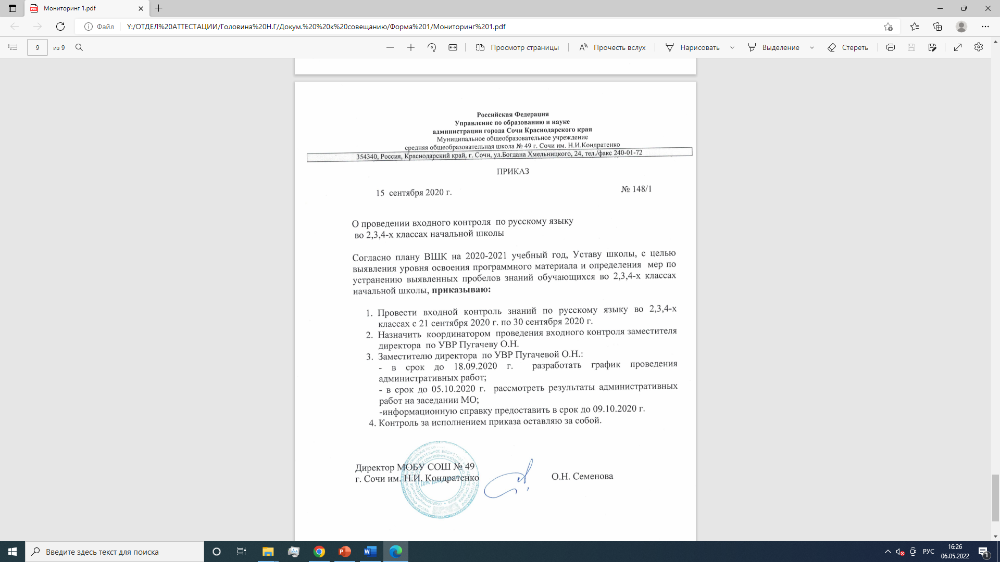 Мониторинг 1.pdf
Файл
Y:/ОТДЕЛ%20АТТЕСТАЦИИ/Головина%20Н.Г/Докум.%20%20к%20совещанию/Форма%201/Мониторинг%201.pdf
9 из 9
Просмотр страницы
Прочесть вслух
Нарисовать
Выделение
Стереть
Российская Федерация
Управление по образованию и науке
администрации города Сочи Краснодарского края
Муниципальное общеобразовательное учреждение
средняя общеобразовательная школа № 49 г. Сочи им. Н.И.Кондратенко
354340, Россия, Краснодарский край, г. Сочи, ул.Богдана Хмельницкого, 24, тел./факс 240-01-72
ПРИКАЗ
15 сентября 2020 г. № 148/1
О проведении входного контроля по русскому языку
во 2,3,4-х классах начальной школы
Согласно плану ВШК на 2020-2021 учебный год, Уставу школы, с целью
выявления уровня освоения программного материала и определения мер по
устранению выявленных пробелов знаний обучающихся во 2,3,4-х классах
начальной школы, приказываю:
1. Провести входной контроль знаний по русскому языку во 2,3,4-х
классах с 21 сентября 2020 г. по 30 сентября 2020 г.
2. Назначить координатором проведения входного контроля заместителя
директора по УВР Пугачеву О.Н.
3. Заместителю директора по УВР Пугачевой О.Н.:
- в срок до 18.09.2020 г. разработать график проведения
административных работ;
- в срок до 05.10.2020 г. рассмотреть результаты административных
работ на заседании МО;
-информационную справку предоставить в срок до 09.10.2020 г.
4. Контроль за исполнением приказа оставляю за собой.
Директор МОБУ СОШ № 49
г. Сочи им. Н.И. Кондратенко
О.Н. Семенова
Для документов
Введите здесь текст для поиска
РУС
16:26
06.05.2022
1